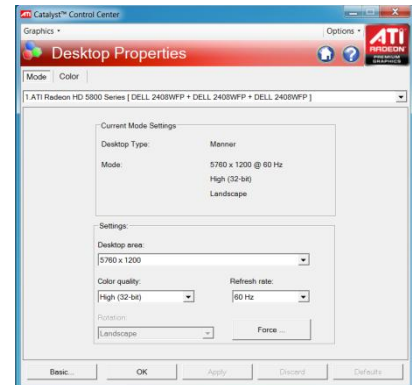 ATI Catalyst™ Control Center
Graphics Options
ATI
RADEON
PREMIUM
GRAPHICS
Desktop Properties
Mode Color
1.ATI Radeon HD 5800 Series [ DELL 2408WFP + DELL 2408WFP + DELL 2408WFP ]
Current Mode Settings
Desktop Type: Manner
Mode: 5760 x 1200 @ 60 Hz
High (32-bit)
Landscape
Settings:
Desktop area:
5760 x 1200
Color quality: Refresh rate:
High (32-bit) 60 Hz
Rotation:
Landscape Force ...
Basic... OK Apply Discard Defaults